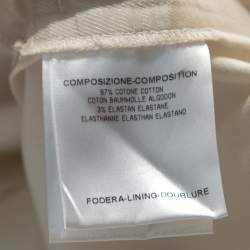 COMPOSIZIONE-COMPOSITION
97% COTONE COTTON
COTON BAUMWOLLE ALGODON
3% ELASTAN ELASTANE
ELASTHANNE ELASTHAN ELASTANO
FODERA-LINING-DOUBLURE